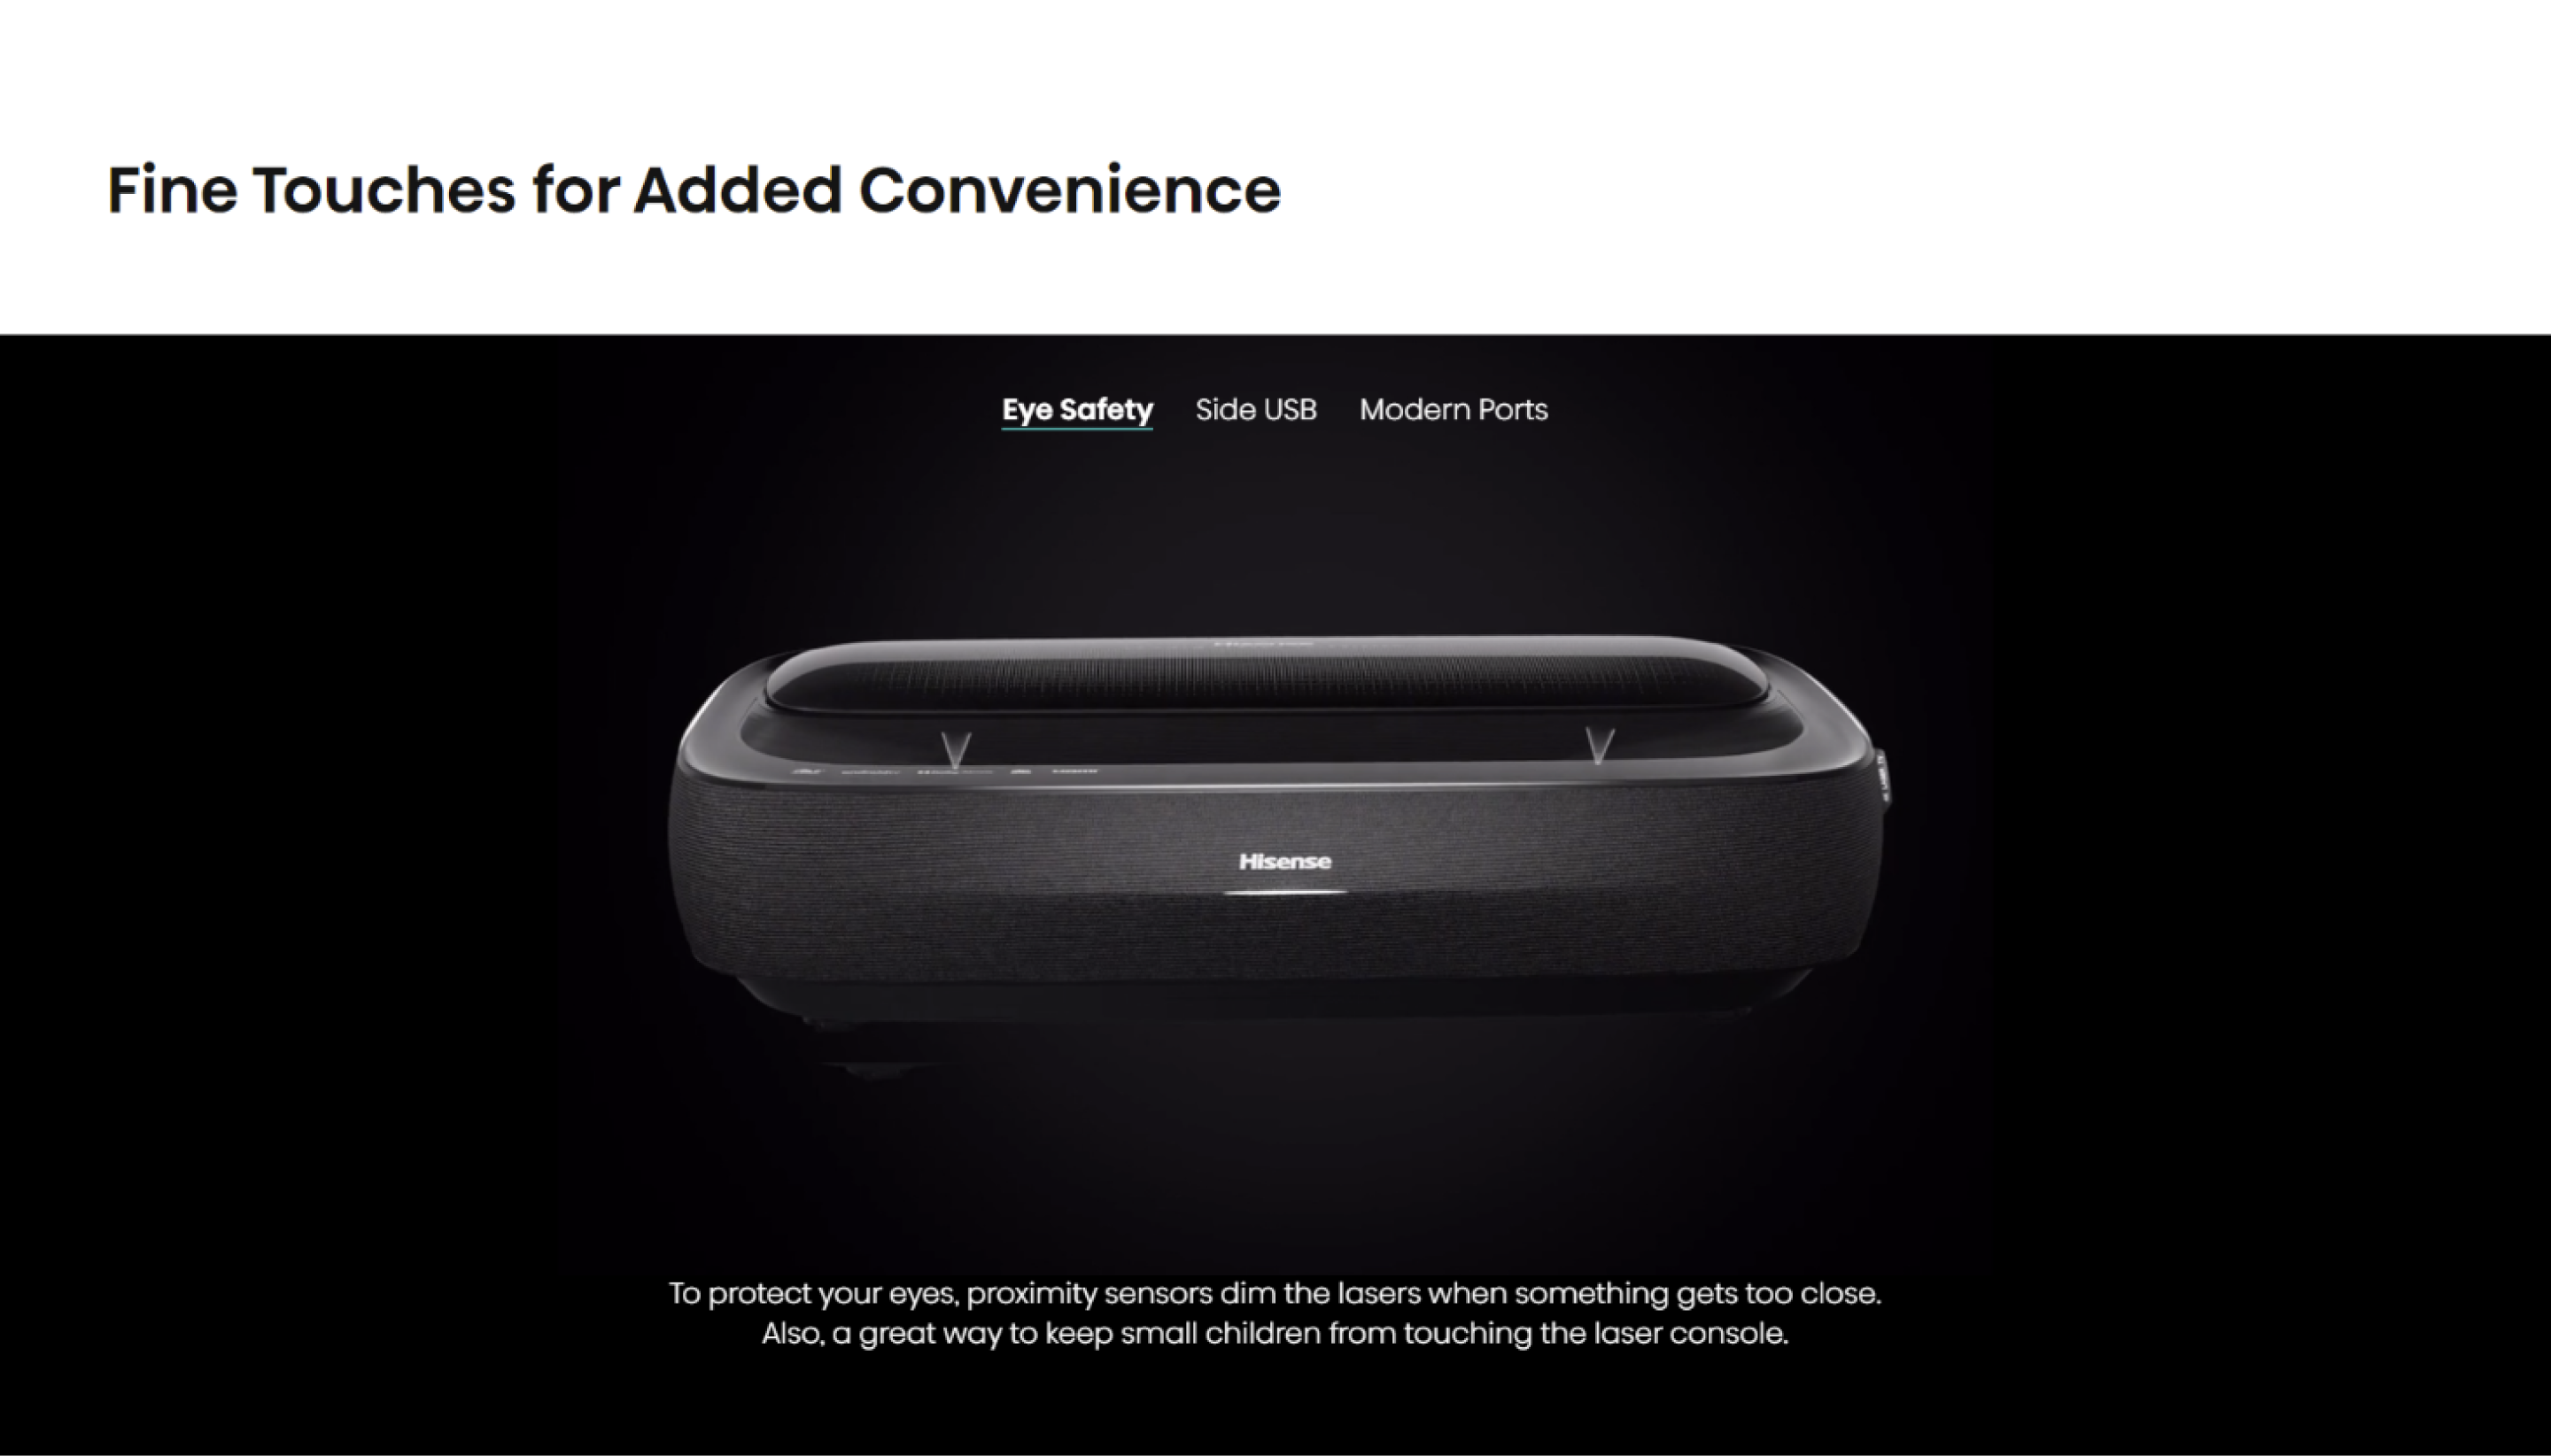 Fine Touches for Added Convenience
Eye Safety Side USB Modern Ports
Hisense
To protect your eyes, proximity sensors dim the lasers when something gets too close.
Also, a great way to keep small children from touching the laser console.